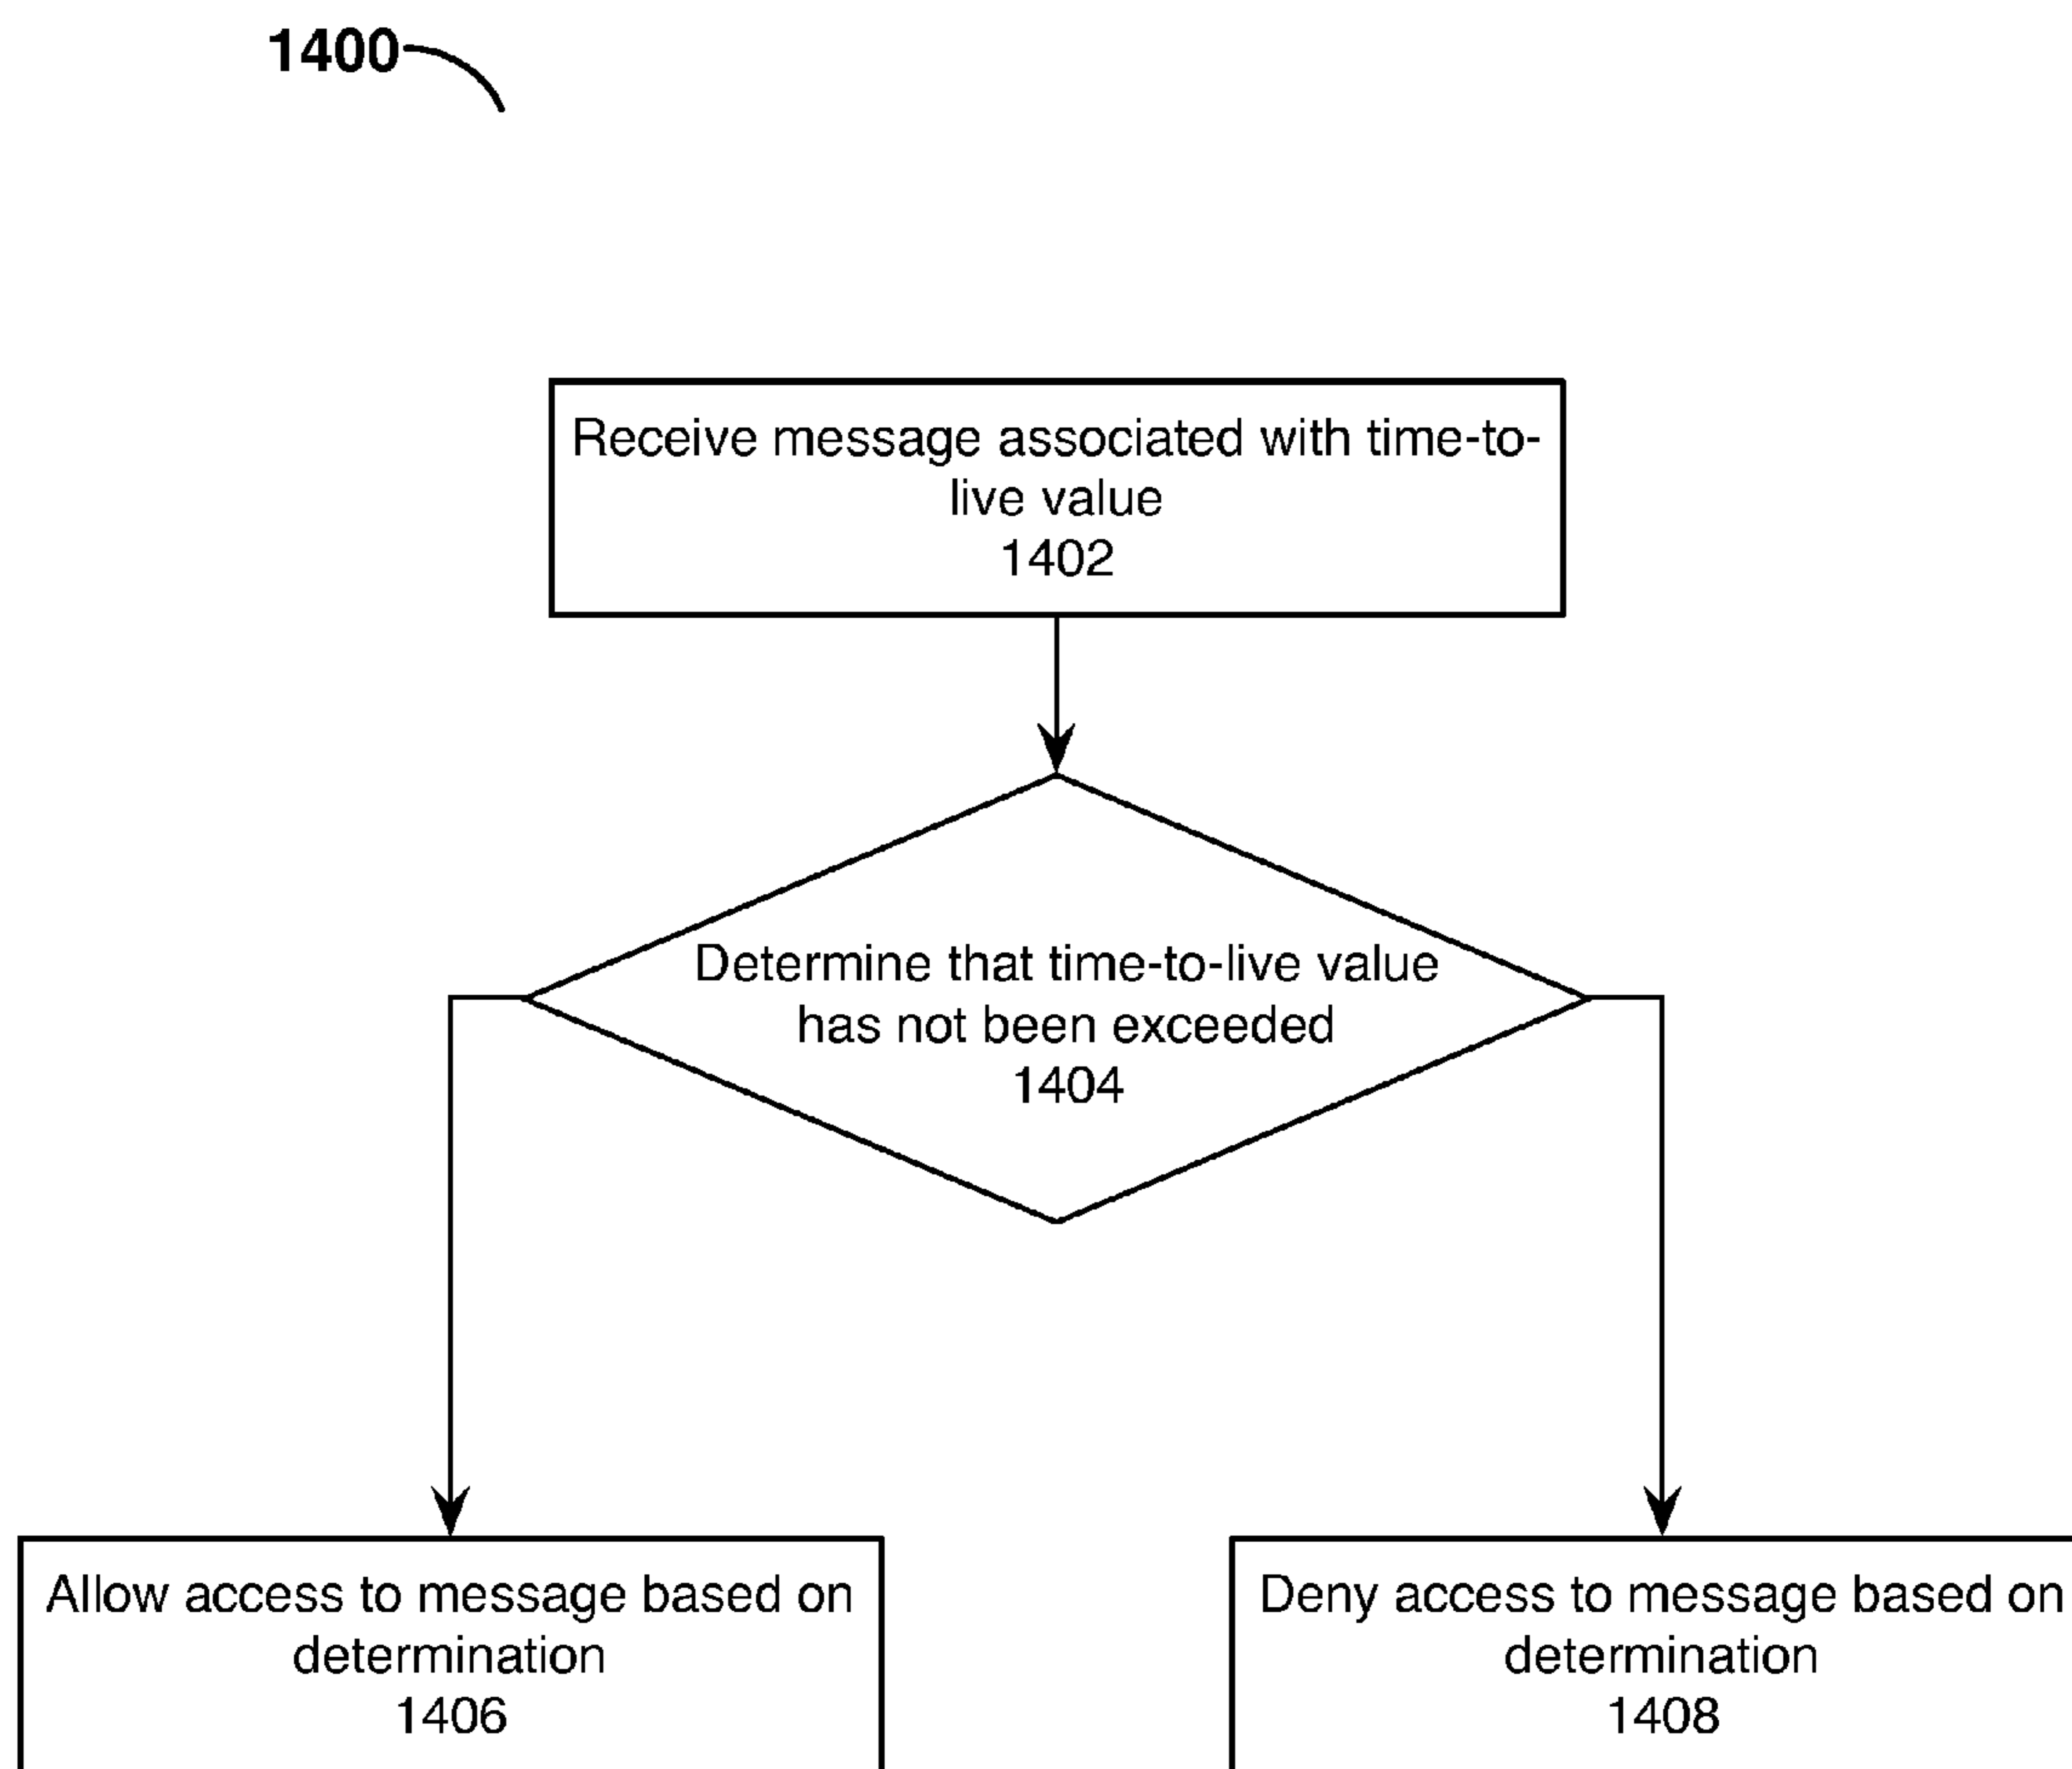 1400
Receive message associated with time-to-
live value
1402
Determine that time-to-live value
has not been exceeded
1404
Allow access to message based on
determination
1406
Deny access to message based on
determination
1408